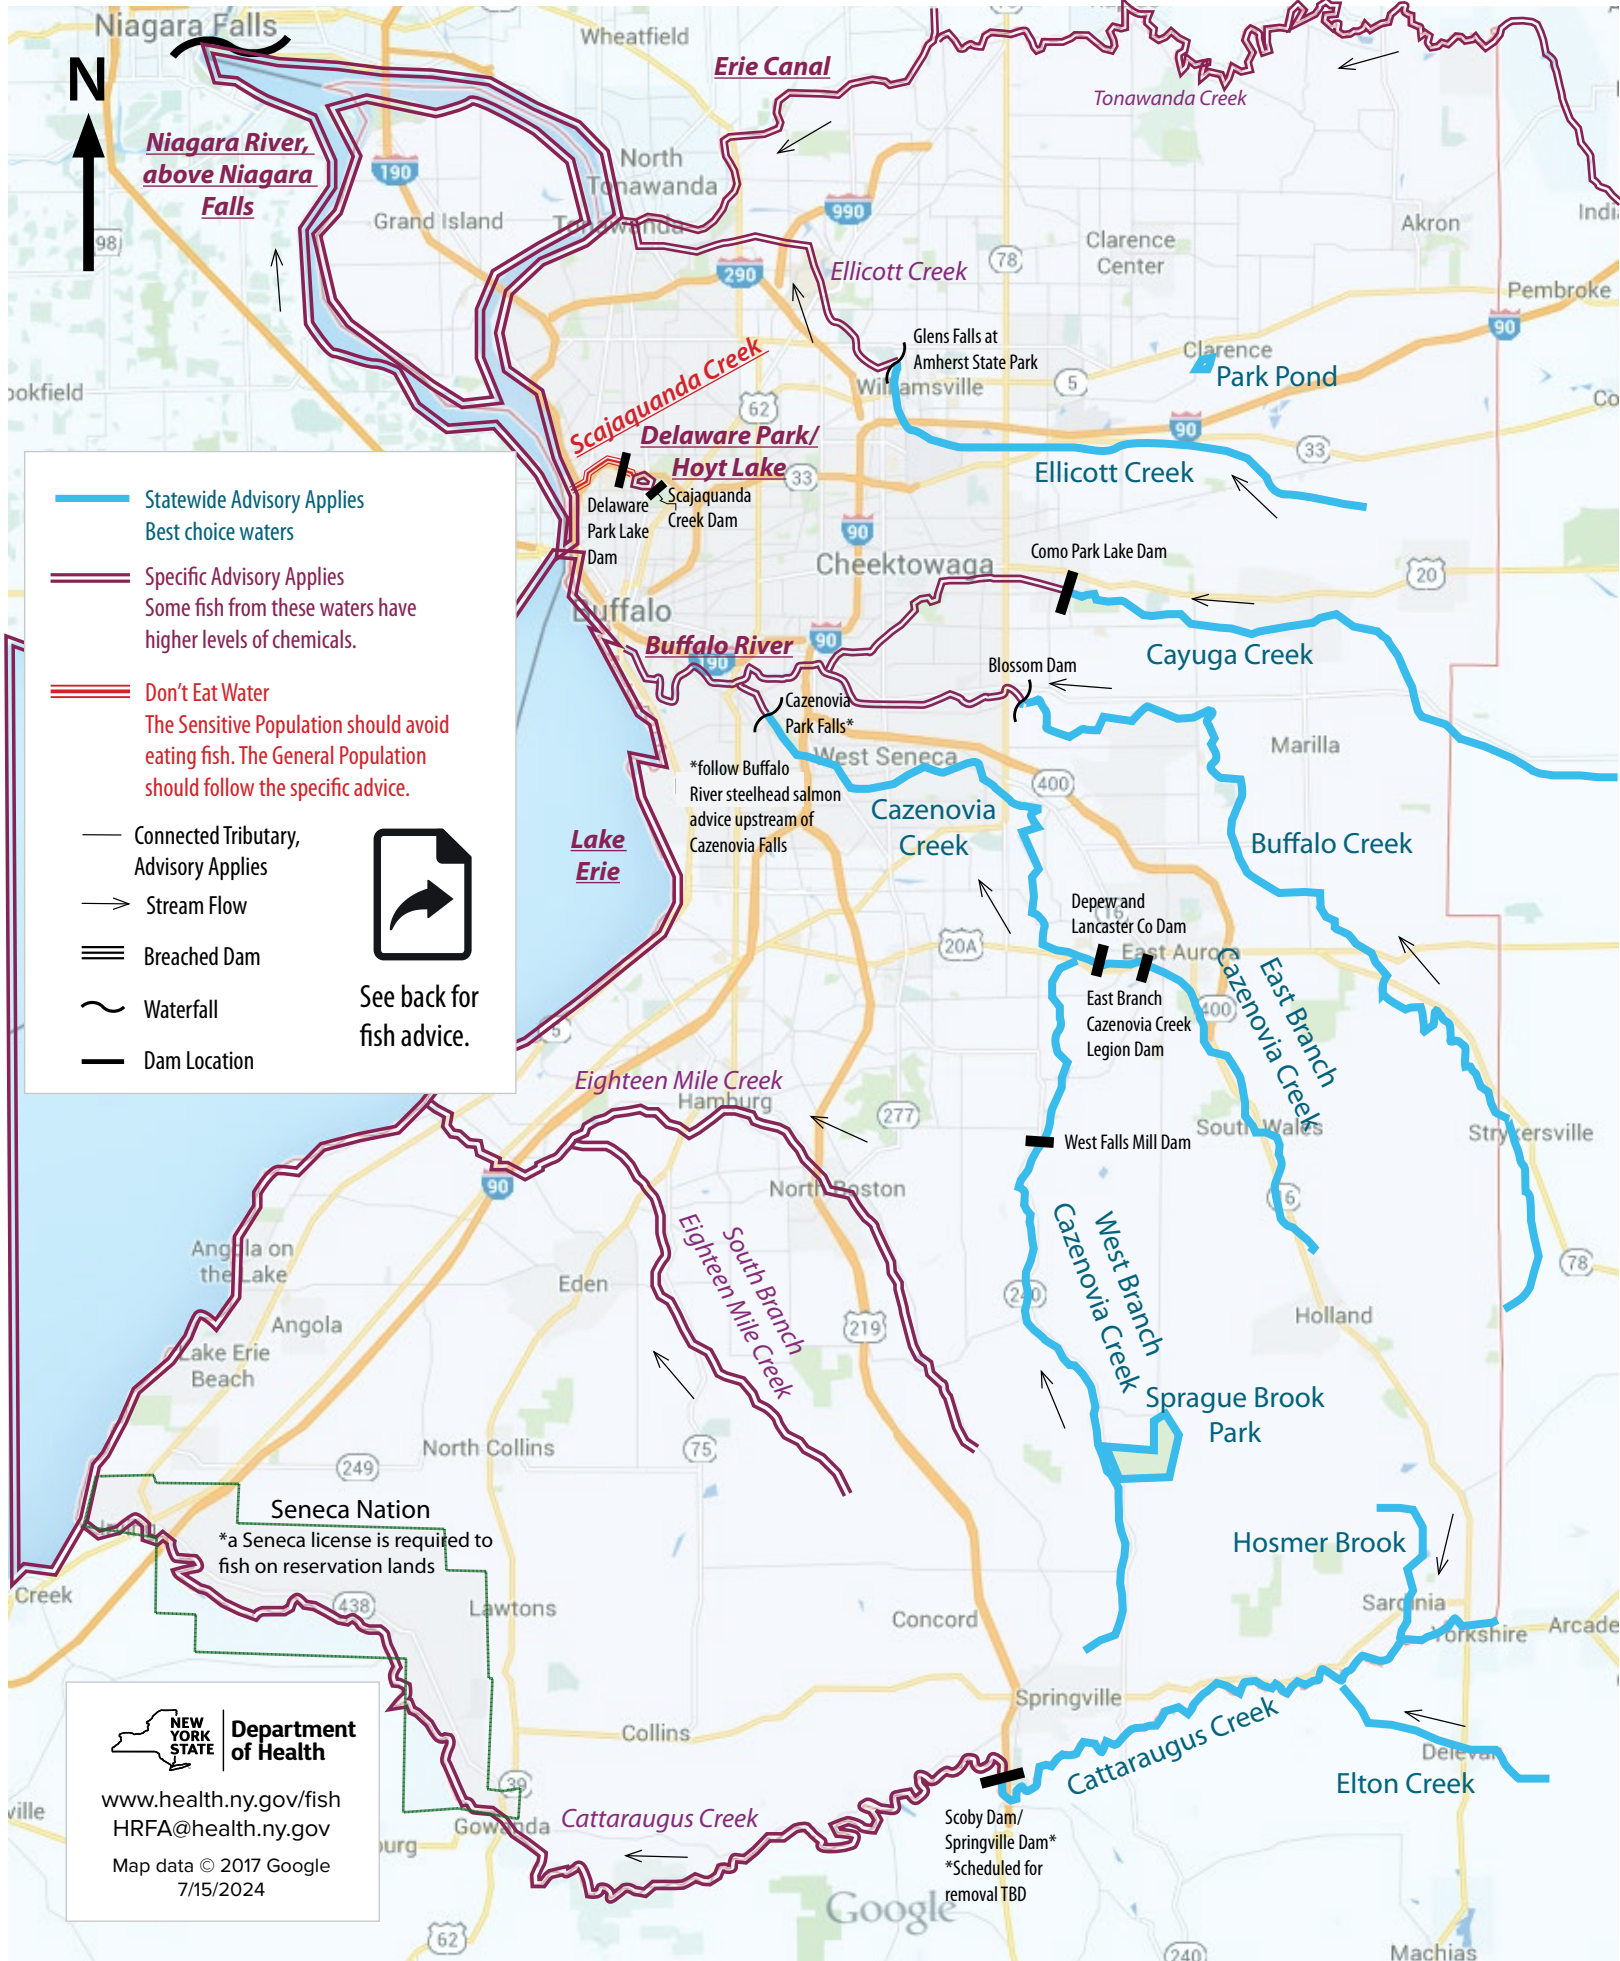 Niagara Falls
Wheatfield
Erie Canal
Tonawanda Creek
N
Niagara River,
above Niagara
Falls
190
North
Tonawanda
Grand Island
Tonawanda
990
98
Akron
Clarence
Center
78
290
Ellicott Creek
Pembroke
90
Glens Falls at
Amherst State Park
Clarence
Park Pond
Williamsville
5
ookfield
62
Scajaquanda Creek
Delaware Park/
Hoyt Lake
33
90
33
Ellicott Creek
Scajaquanda
Creek Dam
Delaware
Park Lake
Dam
90
Cheektowaga
Como Park Lake Dam
20
Buffalo
Buffalo River
190
90
Cayuga Creek
Blossom Dam
Cazenovia
Park Falls*
West Seneca
Marilla
400
*follow Buffalo
River steelhead salmon
advice upstream of
Cazenovia Falls
Cazenovia
Creek
Buffalo Creek
Lake
Erie
Statewide Advisory Applies
Best choice waters
Specific Advisory Applies
Some fish from these waters have
higher levels of chemicals.
Don't Eat Water
The Sensitive Population should avoid
eating fish. The General Population
should follow the specific advice.
Connected Tributary,
Advisory Applies
Stream Flow
Breached Dam
Waterfall
Dam Location
See back for
fish advice.
Depew and
Lancaster Co Dam
16
20A
East Aurora
East Branch
Cazenovia Creek
Legion Dam
400
East Branch
Cazenovia Creek
5
Eighteen Mile Creek
Hamburg
277
South Wales
Strykersville
West Falls Mill Dam
90
North Boston
16
South Branch
Eighteen Mile Creek
West Branch
Cazenovia Creek
Angola on
the Lake
Eden
78
240
Holland
Angola
219
Lake Erie
Beach
Sprague Brook
Park
North Collins
75
249
Seneca Nation
*a Seneca license is required to
fish on reservation lands
Irving
Hosmer Brook
Creek
438
Lawtons
Concord
Sardinia
Yorkshire
Arcade
Springville
Cattaraugus Creek
Collins
Delevan
Elton Creek
39
Gowanda
Cattaraugus Creek
Scoby Dam/
Springville Dam*
*Scheduled for
removal TBD
NEW
YORK
STATE
Department
of Health
www.health.ny.gov/fish
HRFA@health.ny.gov
Map data © 2017 Google
7/15/2024
ville
burg
Google
62
240
Machias